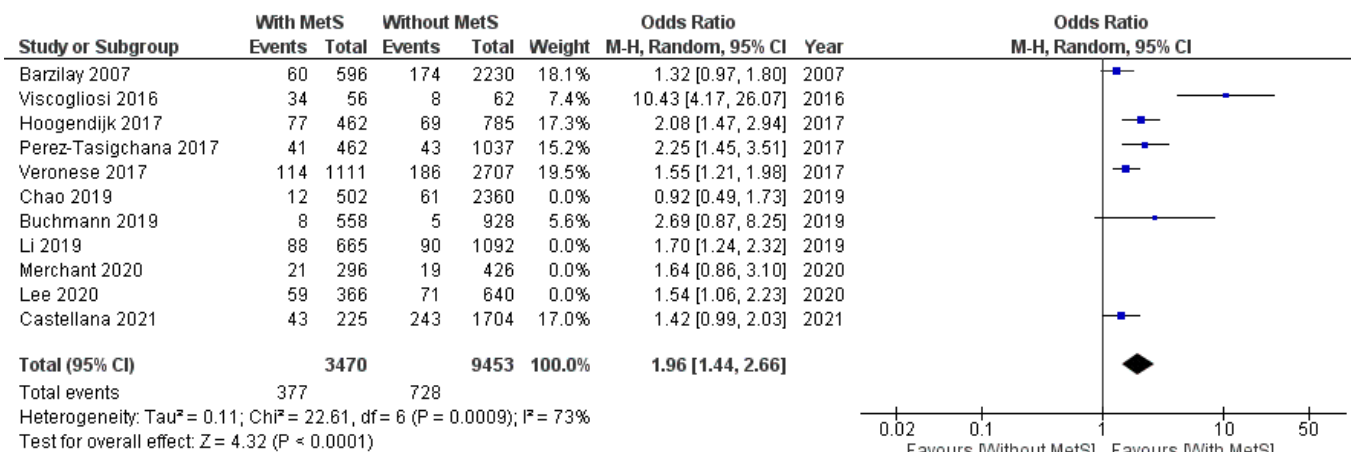 With MetS Without MetS Odds Ratio Odds Ratio
Study or Subgroup Events Total Events Total Weight M-H, Random, 95% CI Year M-H, Random, 95% CI
Barzilay 2007 60 596 174 2230 18.1% 1.32 [0.97, 1.80] 2007
Viscogliosi 2016 34 56 8 62 7.4% 10.43 [4.17, 26.07] 2016
Hoogendijk 2017 77 462 69 785 17.3% 2.08 [1.47, 2.94] 2017
Perez-Tasigchana 2017 41 462 43 1037 15.2% 2.25 [1.45, 3.51] 2017
Veronese 2017 114 1111 186 2707 19.5% 1.55 [1.21, 1.98] 2017
Chao 2019 12 502 61 2360 0.0% 0.92 [0.49, 1.73] 2019
Buchmann 2019 8 558 5 928 5.6% 2.69 [0.87, 8.25] 2019
Li 2019 88 665 90 1092 0.0% 1.70 [1.24, 2.32] 2019
Merchant 2020 21 296 19 426 0.0% 1.64 [0.86, 3.10] 2020
Lee 2020 59 366 71 640 0.0% 1.54 [1.06, 2.23] 2020
Castellana 2021 43 225 243 1704 17.0% 1.42 [0.99, 2.03] 2021
Total (95% CI) 3470 9453 100.0% 1.96 [1.44, 2.66]
Total events 377 728
Heterogeneity: Tau² = 0.11; Chi² = 22.61, df = 6 (P = 0.0009); I² = 73%
Test for overall effect: Z = 4.32 (P < 0.0001)
0.02 0.1 1 10 50
Favours [Without MetS] Favours [With MetS]